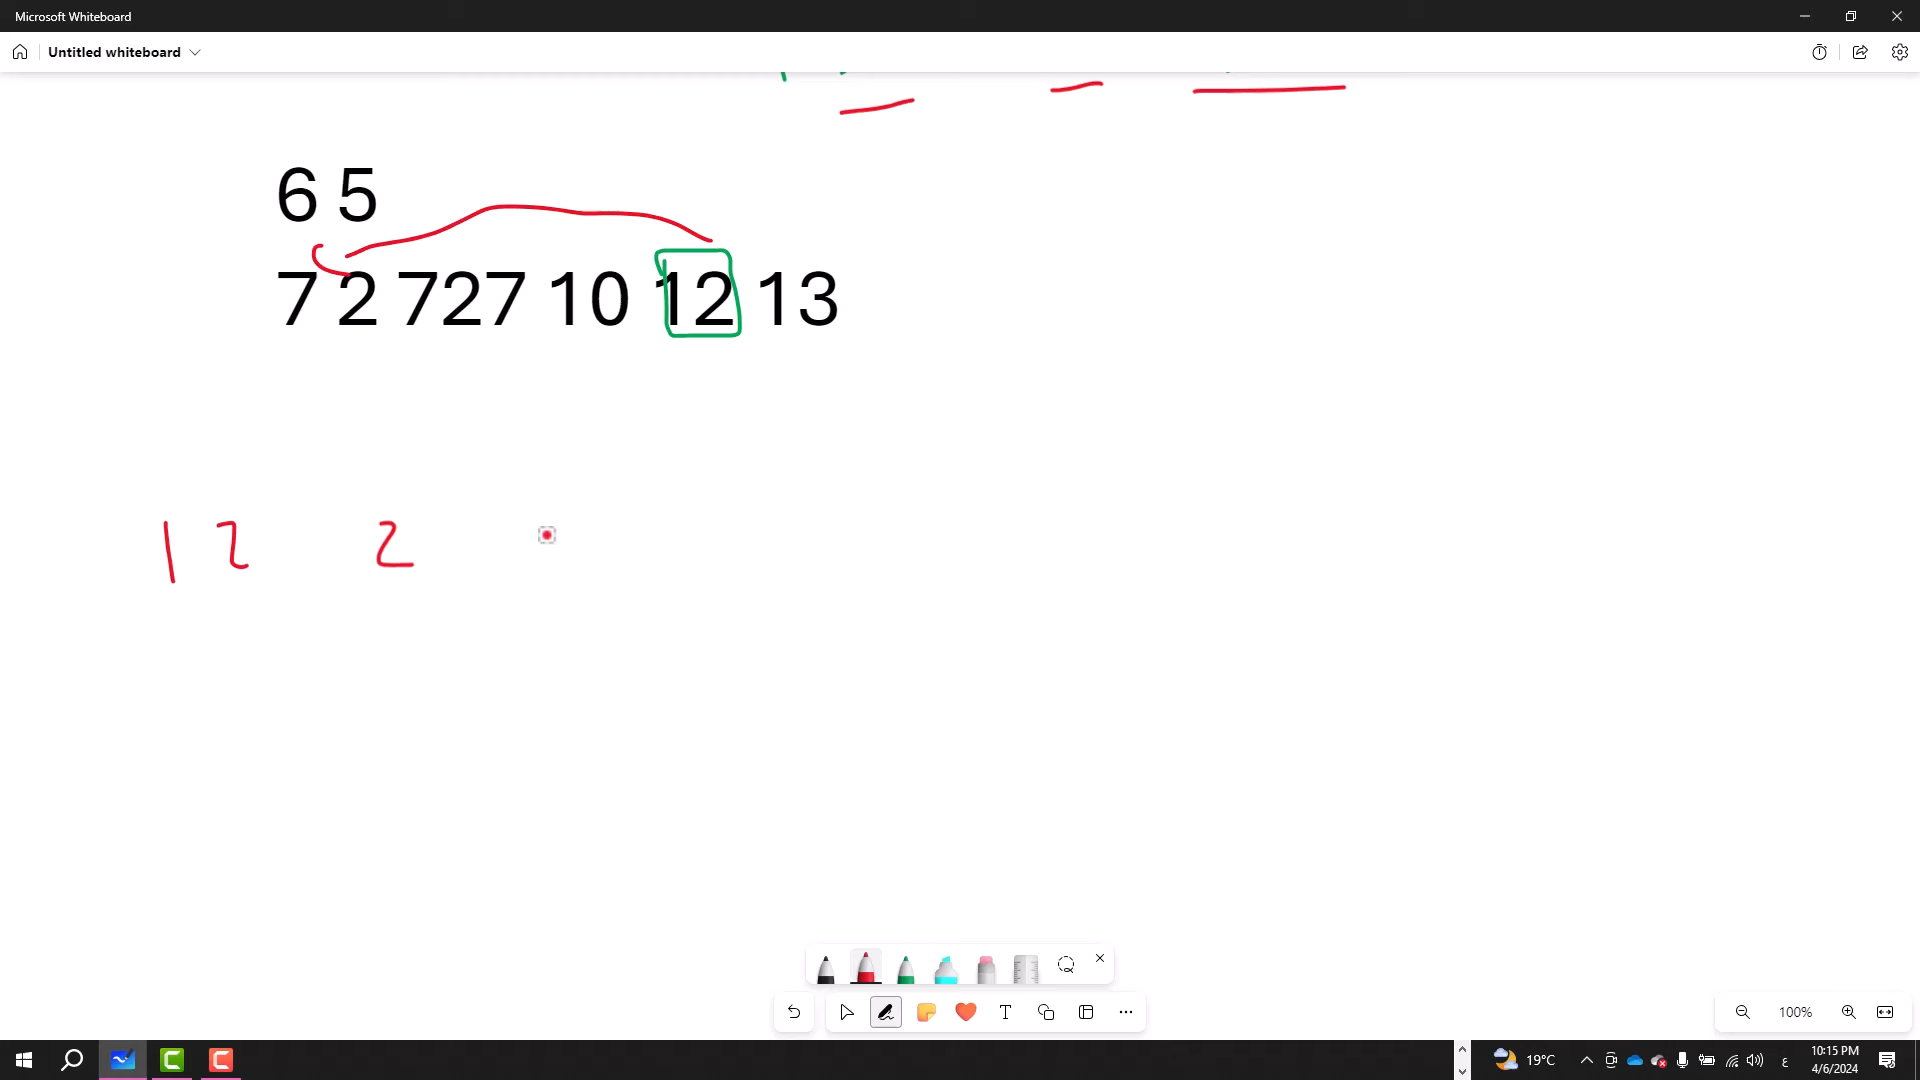 Microsoft Whiteboard
Untitled whiteboard
6 5
7 2 727 10 12 13
1 2 2
100%
19°C
ع
10:15 PM
4/6/2024